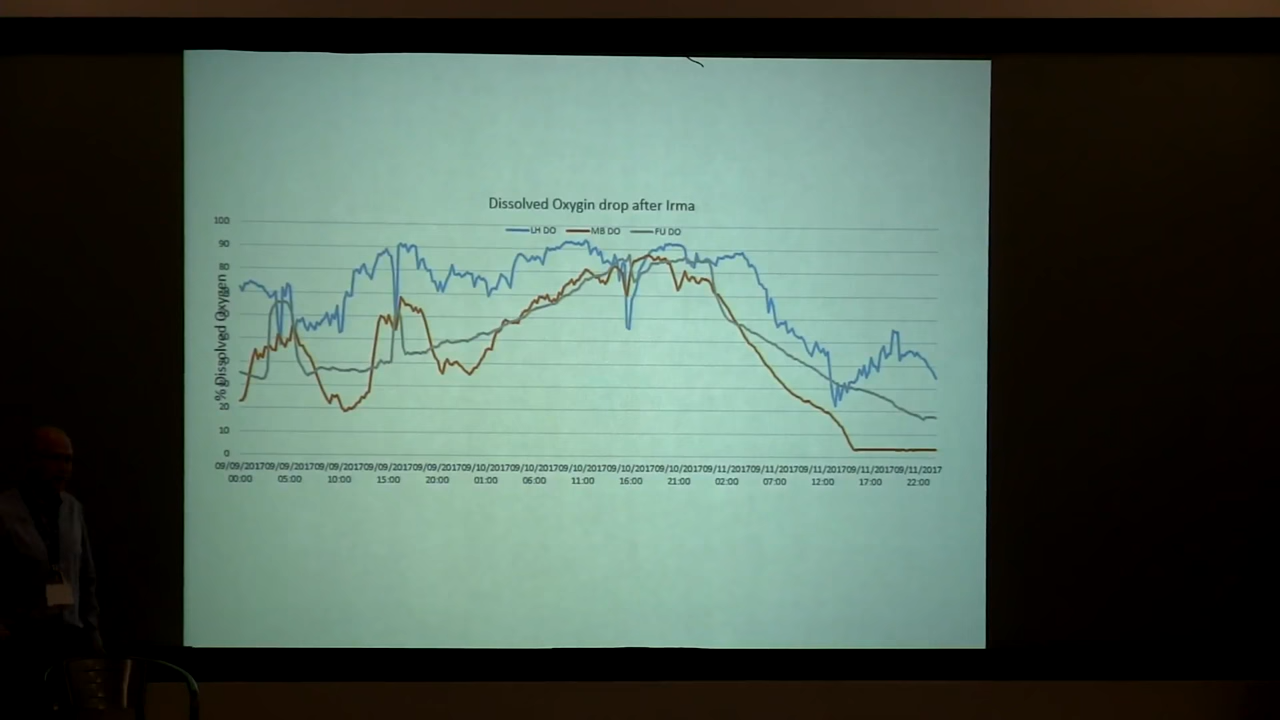 Dissolved Oxygin drop after Irma
LH DO MB DO FU DO
% Dissolved Oxygen
100
90
80
20
10
0
09/09/2017 09/09/2017 09/09/2017 09/09/2017 09/09/2017 09/10/2017 09/10/2017 09/10/2017 09/10/2017 09/10/2017 09/11/2017 09/11/2017 09/11/2017 09/11/2017 09/11/2017
00:00 05:00 10:00 15:00 20:00 01:00 06:00 11:00 16:00 21:00 02:00 07:00 12:00 17:00 22:00